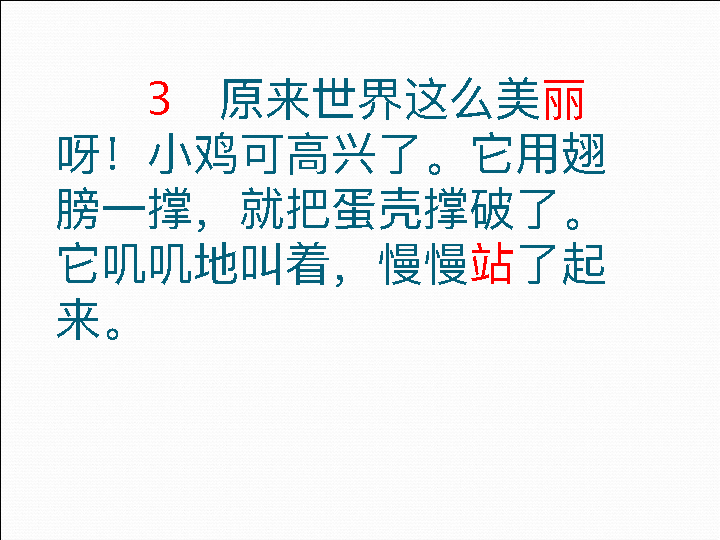 3 原来世界这么美丽
呀！小鸡可高兴了。它用翅
膀一撑，就把蛋壳撑破了。
它叽叽地叫着，慢慢站了起
来。